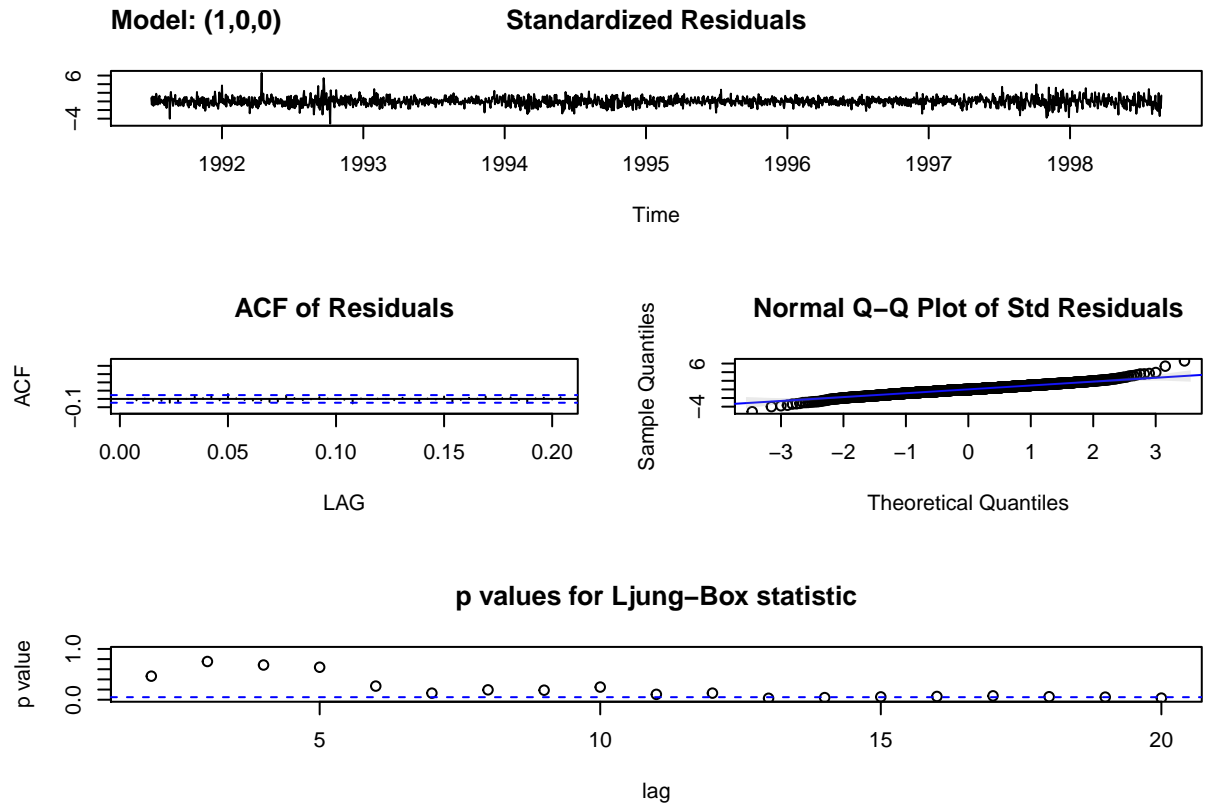 Model: (1,0,0) Standardized Residuals
6
−4
1992 1993 1994 1995 1996 1997 1998
Time
ACF of Residuals
ACF
−0.1
0.00 0.05 0.10 0.15 0.20
LAG
Normal Q−Q Plot of Std Residuals
Sample Quantiles
6
−4
−3 −2 −1 0 1 2 3
Theoretical Quantiles
p values for Ljung−Box statistic
p value
1.0
0.0
5 10 15 20
lag